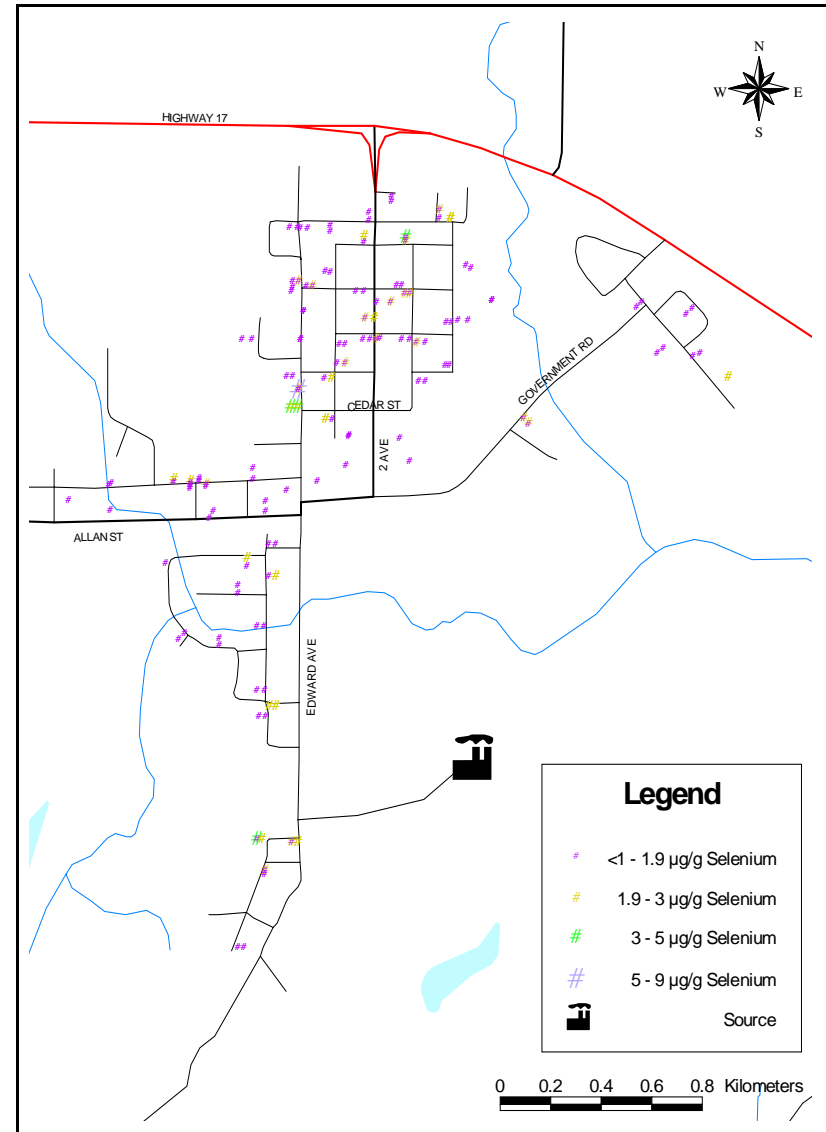 N
W E
S
HIGHWAY 17
GOVERNMENT RD
CEDAR ST
2 AVE
ALLAN ST
EDWARD AVE
Legend
# <1 - 1.9 µg/g Selenium
# 1.9 - 3 µg/g Selenium
# 3 - 5 µg/g Selenium
# 5 - 9 µg/g Selenium
Source
0 0.2 0.4 0.6 0.8 Kilometers